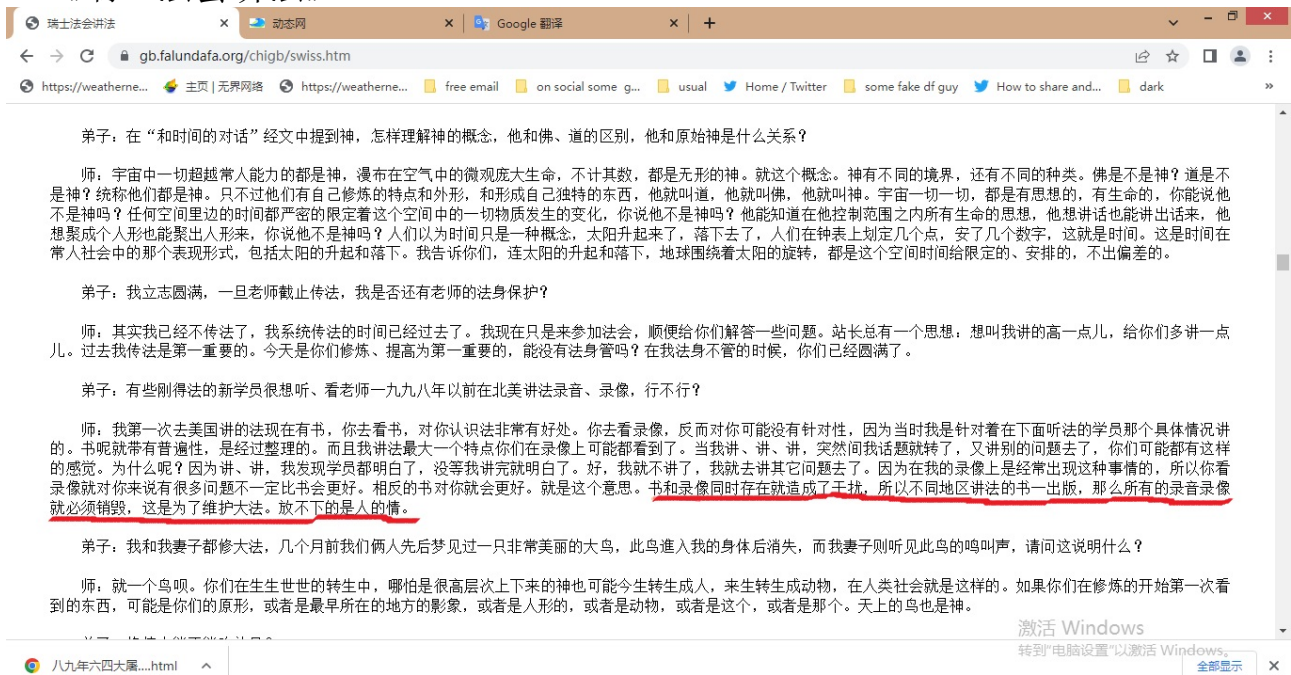 瑞士法会讲法
动态网
Google 翻译
gb.falundafa.org/chigb/swiss.htm
https://weatherne...
主页 | 无界网络
https://weatherne...
free email
on social some g...
usual
Home / Twitter
some fake df guy
How to share and...
dark
弟子：在“和时间的对话”经文中提到神，怎样理解神的概念，他和佛、道的区别，他和原始神是什么关系？
师：宇宙中一切超越常人能力的都是神，漫布在空气中的微观庞大生命，不计其数，都是无形的神。就这个概念。神有不同的境界，还有不同的种类。佛是不是神？道是不
是神？统称他们都是神。只不过他们有自己修炼的特点和外形，和形成自己独特的东西，他就叫道，他就叫佛，他就叫神。宇宙一切一切，都是有思想的，有生命的，你能说他
不是神吗？任何空间里边的时间都严密的限定着这个空间中的一切物质发生的变化，你说他不是神吗？他能知道在他控制范围之内所有生命的思想，他想讲话也能讲出话来，他
想聚成个人形也能聚出人形来，你说他不是神吗？人们以为时间只是一种概念，太阳升起来了，落下去了，人们在钟表上划定几个点，安了几个数字，这就是时间。这是时间在
常人社会中的那个表现形式，包括太阳的升起和落下。我告诉你们，连太阳的升起和落下，地球围绕着太阳的旋转，都是这个空间时间给限定的、安排的，不出偏差的。
弟子：我立志圆满，一旦老师截止传法，我是否还有老师的法身保护？
师：其实我已经不传法了，我系统传法的时间已经过去了。我现在只是来参加法会，顺便给你们解答一些问题。站长总有一个思想：想叫我讲的高一点儿，给你们多讲一点
儿。过去我传法是第一重要的。今天是你们修炼、提高为第一重要的，能没有法身管吗？在我法身不管的时候，你们已经圆满了。
弟子：有些刚得法的新学员很想听、看老师一九九八年以前在北美讲法录音、录像，行不行？
师：我第一次去美国讲的法现在有书，你去看书，对你认识法非常有好处。你去看录像，反而对你可能没有针对性，因为当时我是针对着在下面听法的学员那个具体情况讲
的。书呢就带有普遍性，是经过整理的。而且我讲法最大一个特点你们在录像上可能都看到了。当我讲、讲，突然间我话题就转了，又讲别的问题去了，你们可能都有这样
的感觉。为什么呢？因为讲、讲，我发现学员都明白了，没等我讲完就明白了。好，我就不讲了，我就去讲其它问题去了。因为在我的录像上是经常出现这种事情的，所以你看
录像就对你来说有很多问题不一定比书会更好。相反的书对你就会更好。就是这个意思。书和录像同时存在就造成了干扰，所以不同地区讲法的书一出版，那么所有的录音录像
就必须销毁，这是为了维护大法。放不下的是人的情。
弟子：我和我妻子都修大法，几个月前我们俩人先后梦见过一只非常美丽的大鸟，此鸟進入我的身体后消失，而我妻子则听见此鸟的鸣叫声，请问这说明什么？
师：就一个鸟呗。你们在生生世世的转生中，哪怕是很高层次上下来的神也可能今生转生成人，来生转生成动物，在人类社会就是这样的。如果你们在修炼的开始第一次看
到的东西，可能是你们的原形，或者是最早所在的地方的影象，或者是人形的，或者是动物，或者是这个，或者是那个。天上的鸟也是神。
激活 Windows
转到"电脑设置"以激活 Windows。
八九年六四大屠....html
全部显示